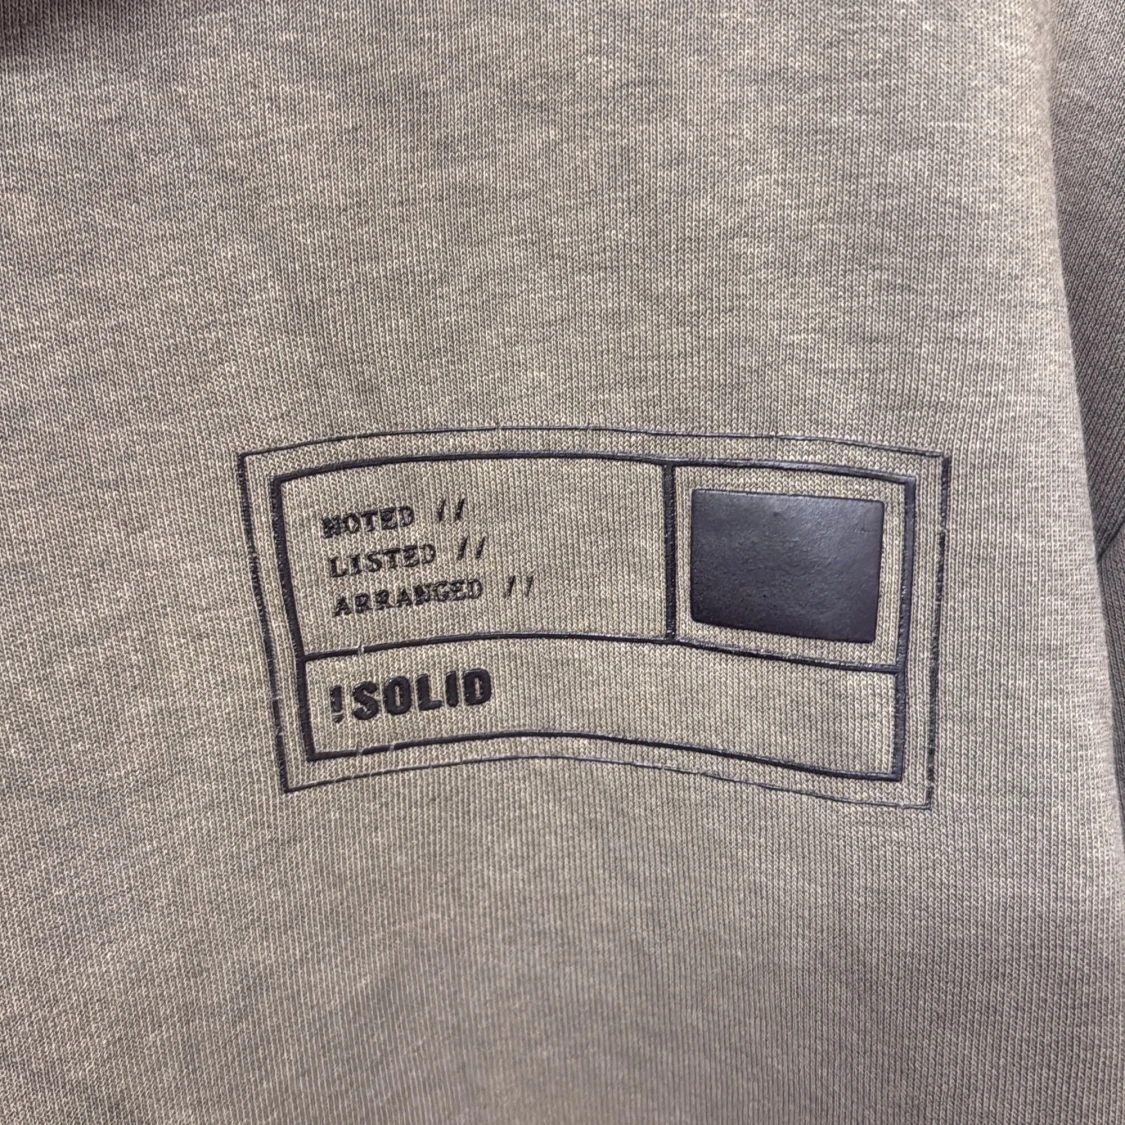 NOTED //
LISTED //
ARRANGED //
!SOLID